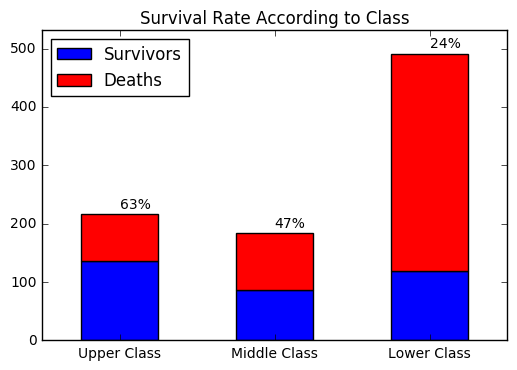 Survival Rate According to Class
500
400
300
200
100
0
Survivors
Deaths
63%
47%
24%
Upper Class
Middle Class
Lower Class